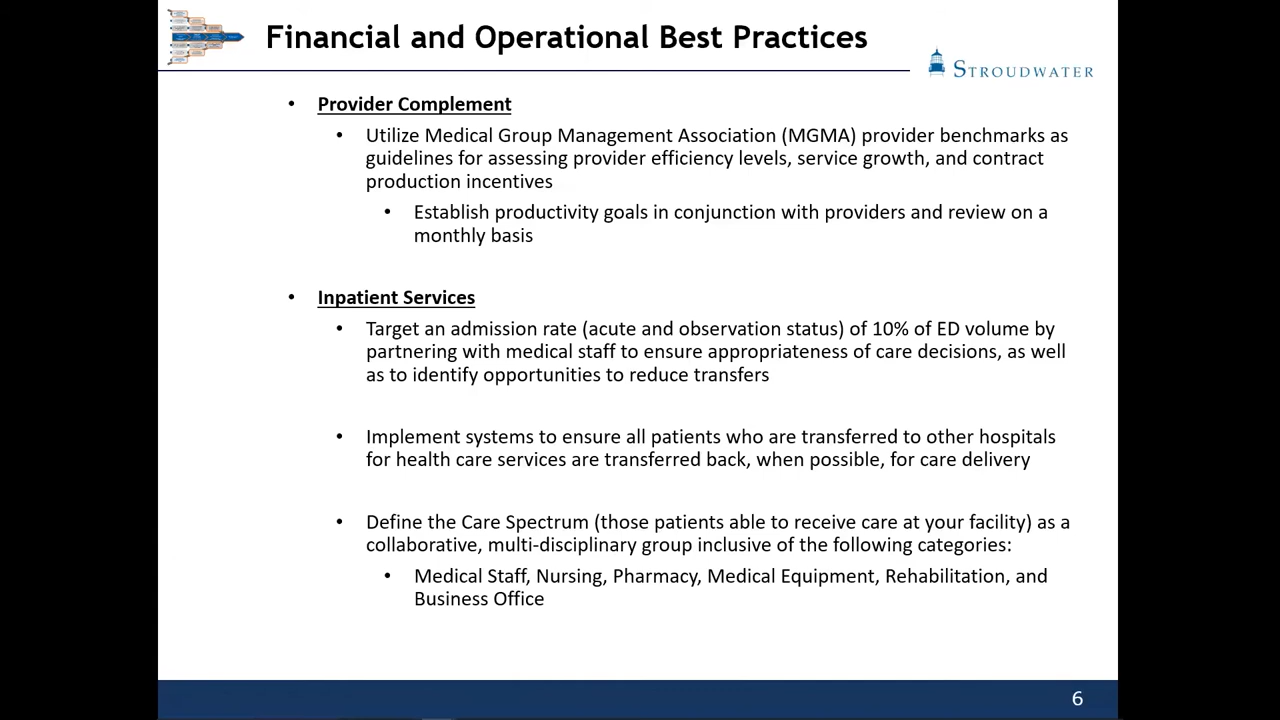 Financial and Operational Best Practices
STROUDWATER
• Provider Complement
• Utilize Medical Group Management Association (MGMA) provider benchmarks as
guidelines for assessing provider efficiency levels, service growth, and contract
production incentives
• Establish productivity goals in conjunction with providers and review on a
monthly basis
• Inpatient Services
• Target an admission rate (acute and observation status) of 10% of ED volume by
partnering with medical staff to ensure appropriateness of care decisions, as well
as to identify opportunities to reduce transfers
• Implement systems to ensure all patients who are transferred to other hospitals
for health care services are transferred back, when possible, for care delivery
• Define the Care Spectrum (those patients able to receive care at your facility) as a
collaborative, multi-disciplinary group inclusive of the following categories:
• Medical Staff, Nursing, Pharmacy, Medical Equipment, Rehabilitation, and
Business Office
6